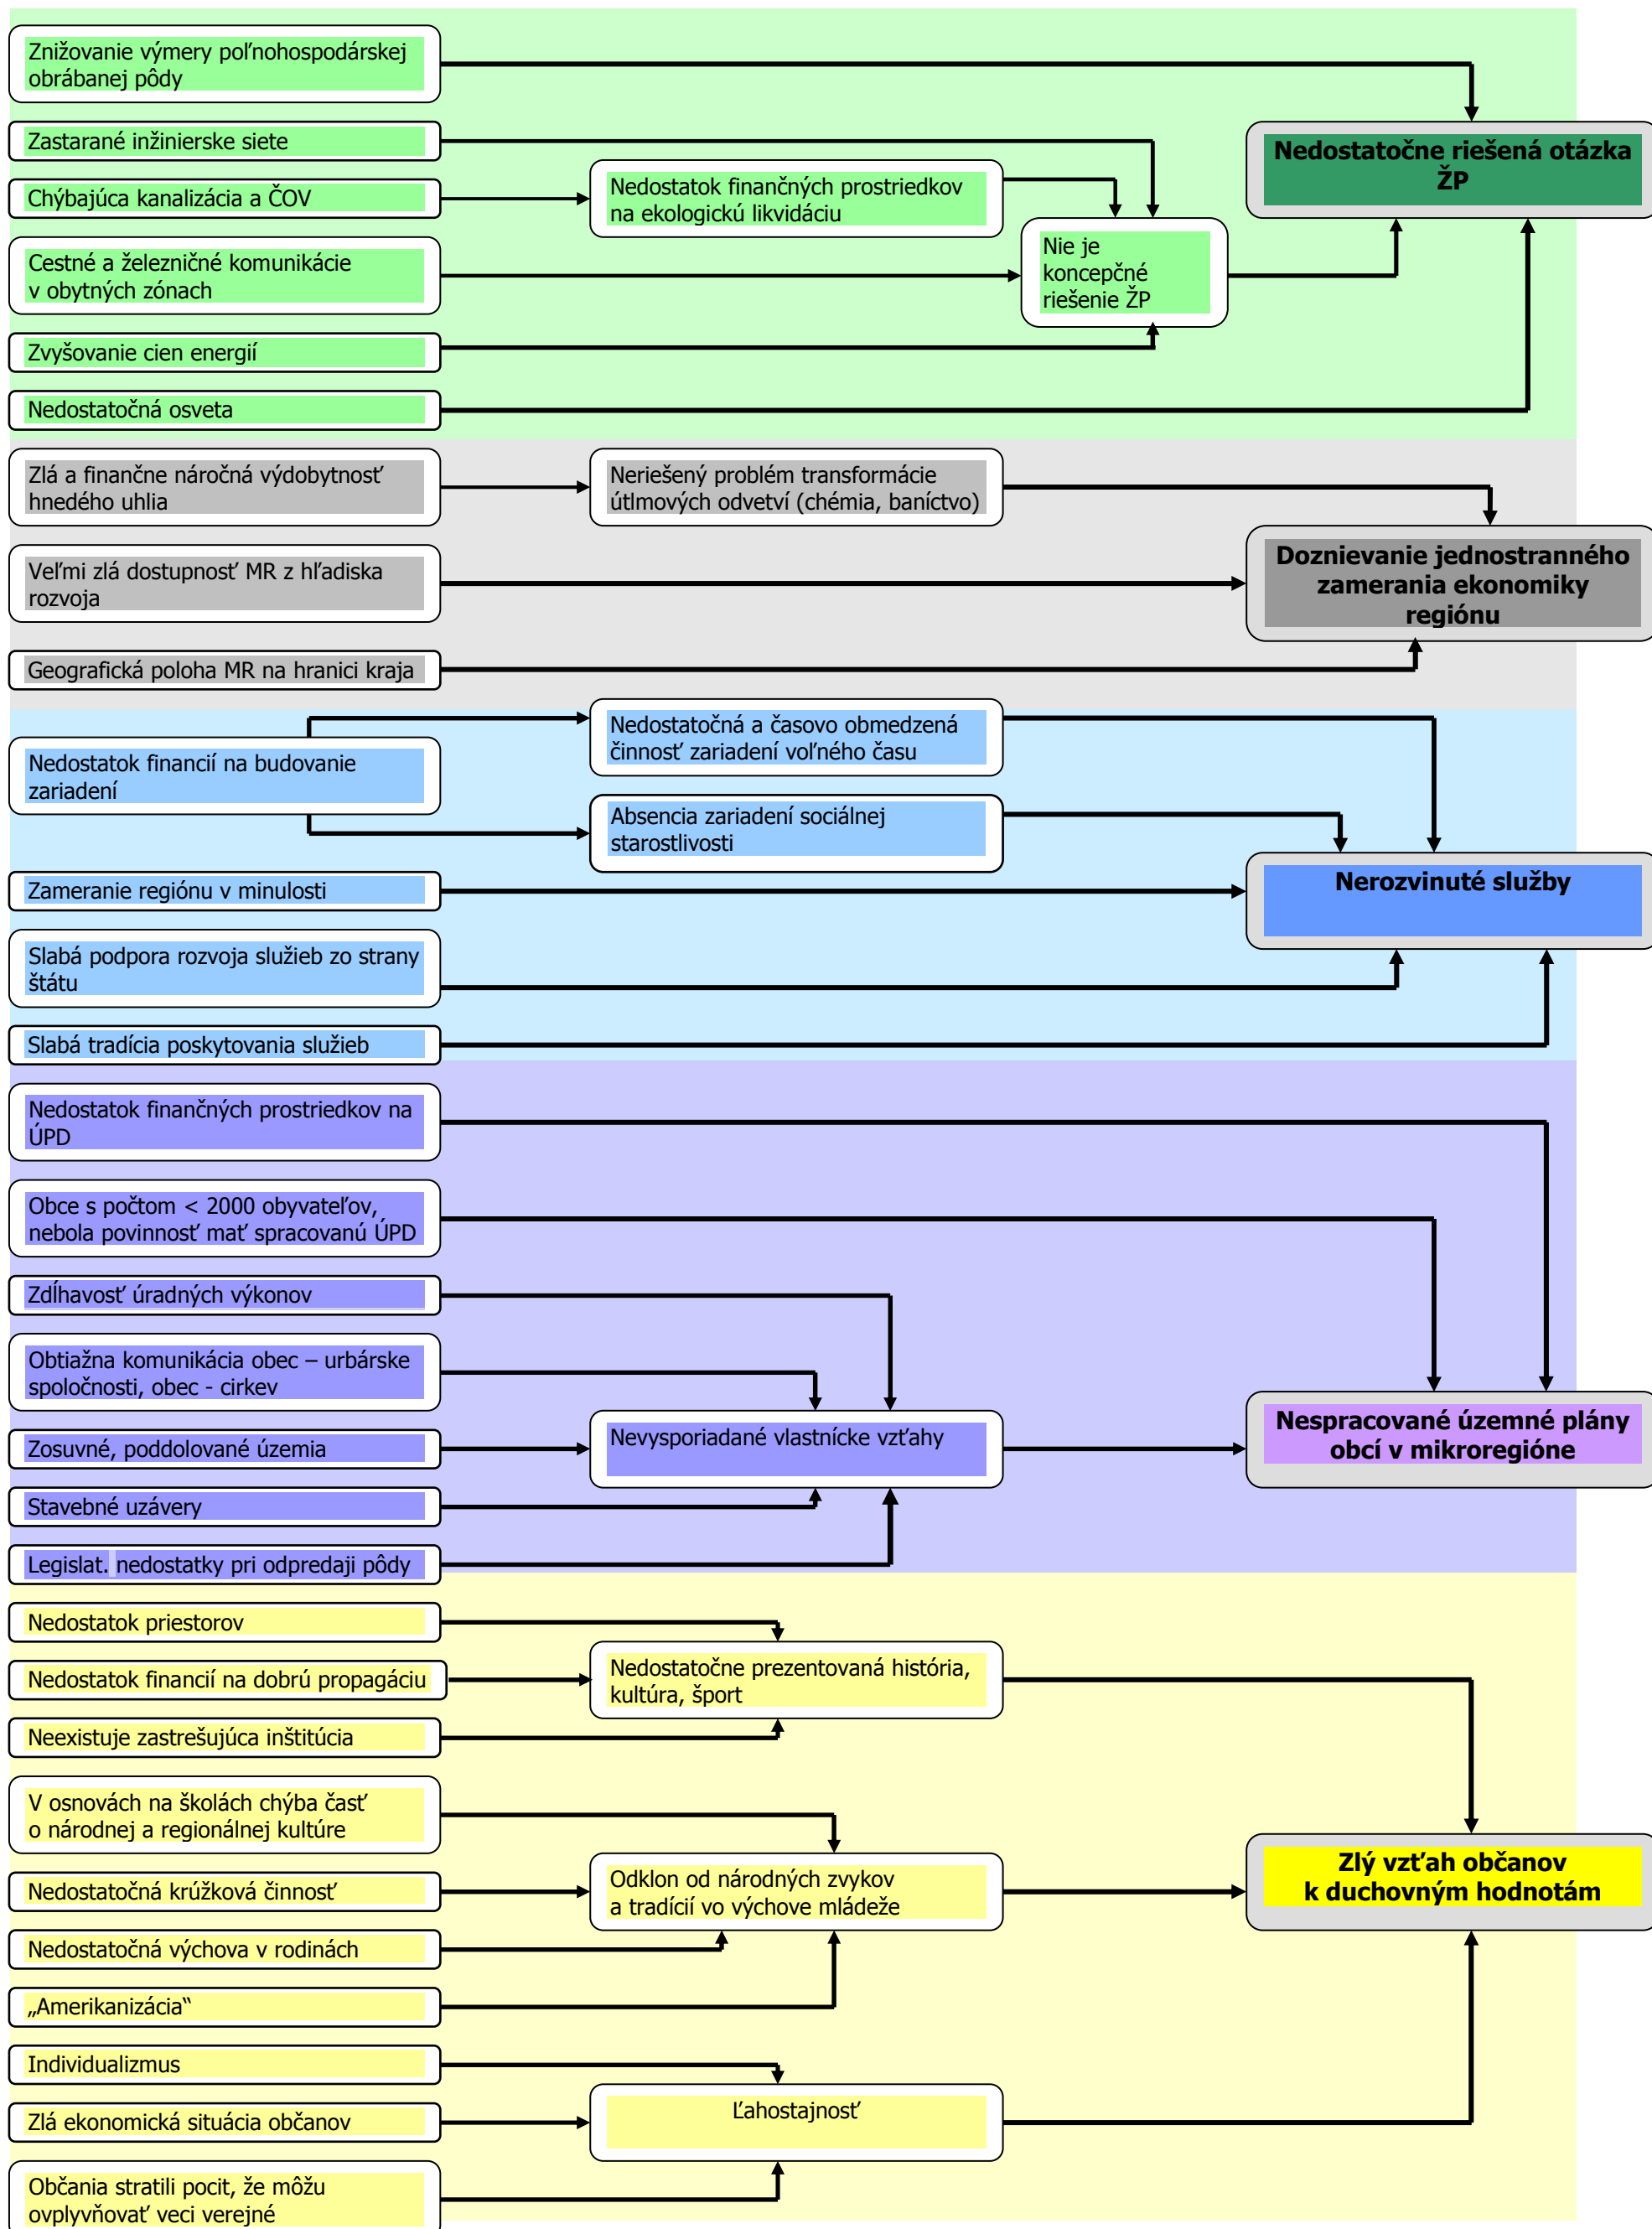 Znižovanie výmery poľnohospodárskej
obrábanej pôdy
Zastarané inžinierske siete
Nedostatočne riešená otázka
ŽP
Chýbajúca kanalizácia a ČOV
Nedostatok finančných prostriedkov
na ekologickú likvidáciu
Cestné a železničné komunikácie
v obytných zónach
Nie je
koncepčné
riešenie ŽP
Zvyšovanie cien energií
Nedostatočná osveta
Zlá a finančne náročná výdobytnosť
hnedého uhlia
Neriešený problém transformácie
útlmových odvetví (chémia, baníctvo)
Veľmi zlá dostupnosť MR z hľadiska
rozvoja
Doznievanie jednostranného
zamerania ekonomiky
regiónu
Geografická poloha MR na hranici kraja
Nedostatok financií na budovanie
zariadení
Nedostatočná a časovo obmedzená
činnosť zariadení voľného času
Absencia zariadení sociálnej
starostlivosti
Zameranie regiónu v minulosti
Nerozvinuté služby
Slabá podpora rozvoja služieb zo strany
štátu
Slabá tradícia poskytovania služieb
Nedostatok finančných prostriedkov na
ÚPD
Obce s počtom < 2000 obyvateľov,
nebola povinnosť mať spracovanú ÚPD
Zdĺhavosť úradných výkonov
Obtiažna komunikácia obec – urbárske
spoločnosti, obec - cirkev
Zosuvné, poddolované územia
Nevysporiadané vlastnícke vzťahy
Nespracované územné plány
obcí v mikroregióne
Stavebné uzávery
Legislat. nedostatky pri odpredaji pôdy
Nedostatok priestorov
Nedostatok financií na dobrú propagáciu
Nedostatočne prezentovaná história,
kultúra, šport
Neexistuje zastrešujúca inštitúcia
V osnovách na školách chýba časť
o národnej a regionálnej kultúre
Nedostatočná krúžková činnosť
Odklon od národných zvykov
a tradícií vo výchove mládeže
Zlý vzťah občanov
k duchovným hodnotám
Nedostatočná výchova v rodinách
„Amerikanizácia“
Individualizmus
Zlá ekonomická situácia občanov
Ľahostajnosť
Občania stratili pocit, že môžu
ovplyvňovať veci verejné